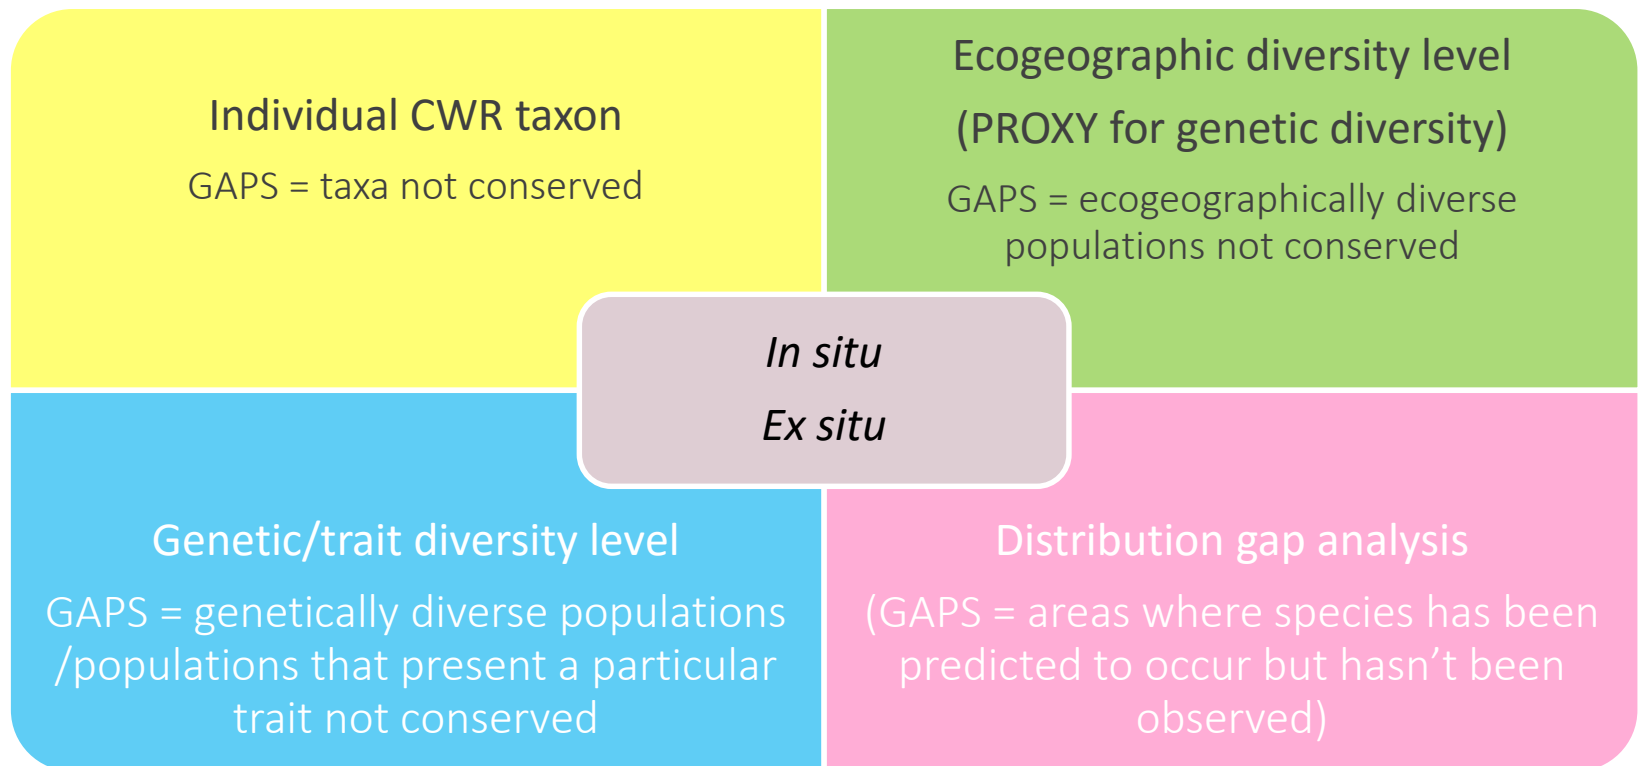 Individual CWR taxon
GAPS = taxa not conserved
Ecogeographic diversity level
(PROXY for genetic diversity)
GAPS = ecogeographically diverse
populations not conserved
In situ
Ex situ
Genetic/trait diversity level
GAPS = genetically diverse populations
/populations that present a particular
trait not conserved
Distribution gap analysis
(GAPS = areas where species has been
predicted to occur but hasn’t been
observed)